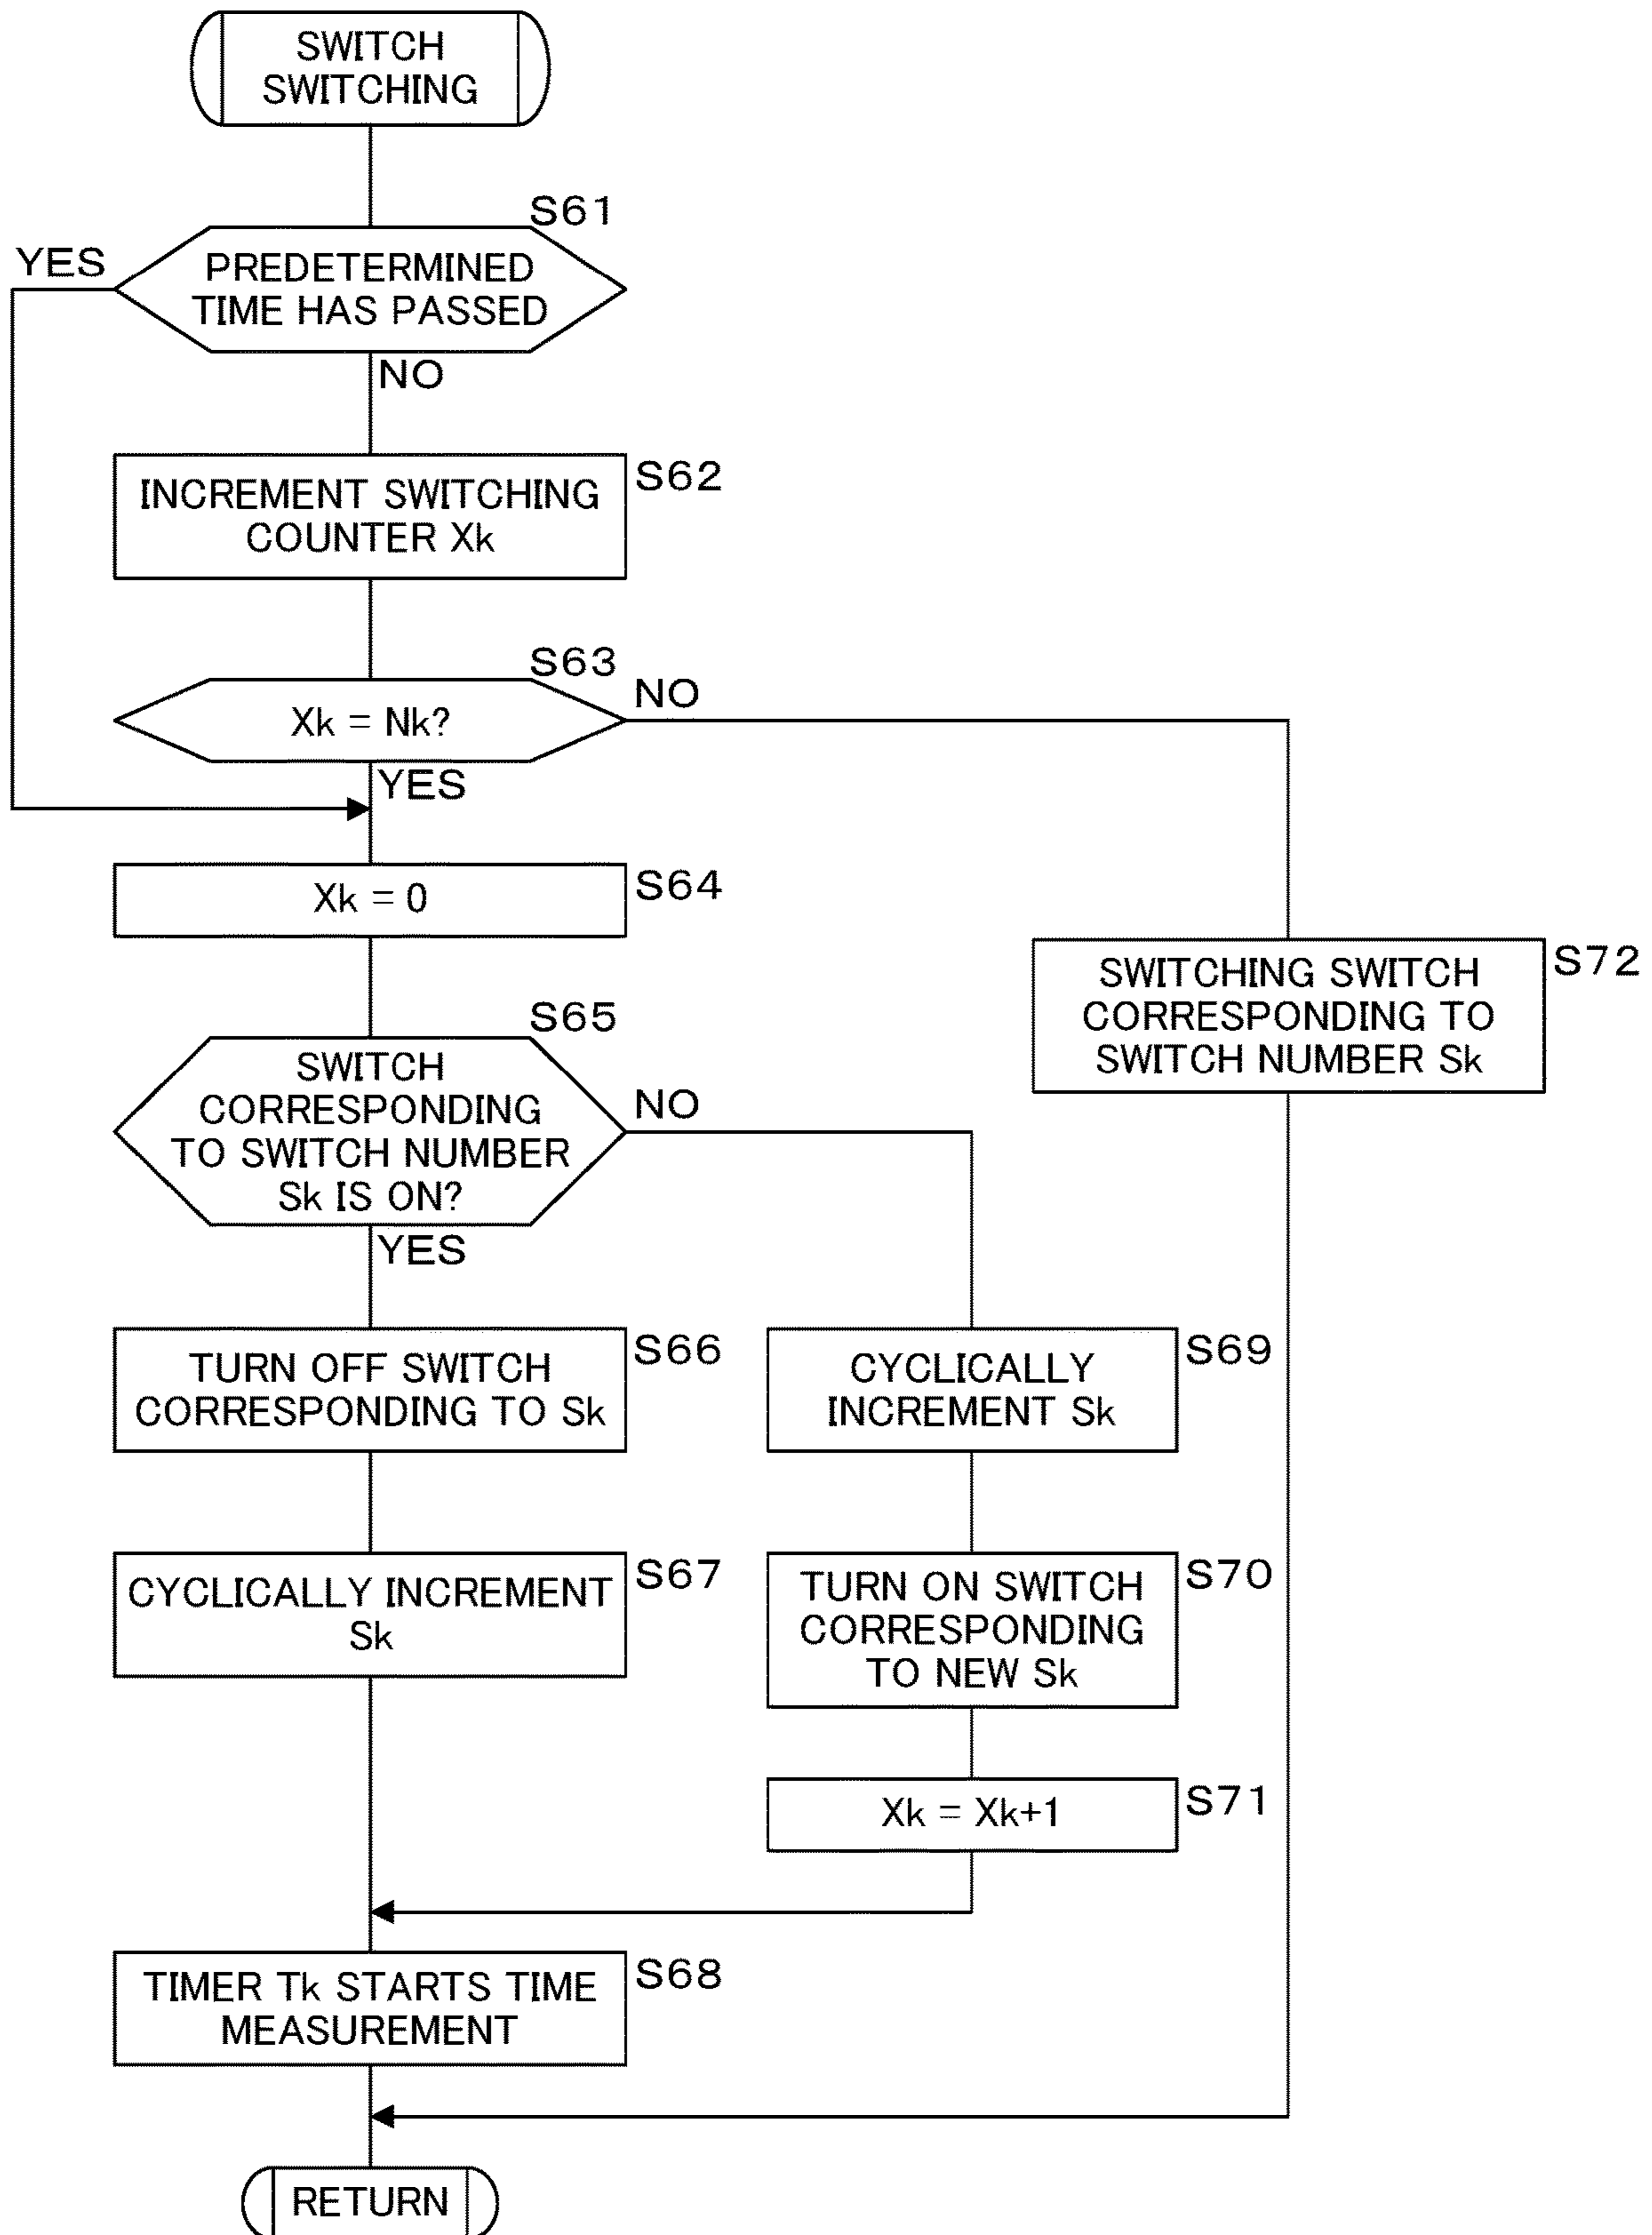 SWITCH
SWITCHING
S61
YES
PREDETERMINED
TIME HAS PASSED
NO
INCREMENT SWITCHING
COUNTER Xk
S62
S63
Xk = Nk?
NO
YES
Xk = 0
S64
SWITCHING SWITCH
CORRESPONDING TO
SWITCH NUMBER Sk
S72
S65
SWITCH
CORRESPONDING
TO SWITCH NUMBER
Sk IS ON?
NO
YES
TURN OFF SWITCH
CORRESPONDING TO Sk
S66
CYCLICALLY
INCREMENT Sk
S69
CYCLICALLY INCREMENT
Sk
S67
TURN ON SWITCH
CORRESPONDING
TO NEW Sk
S70
Xk = Xk+1
S71
TIMER Tk STARTS TIME
MEASUREMENT
S68
RETURN